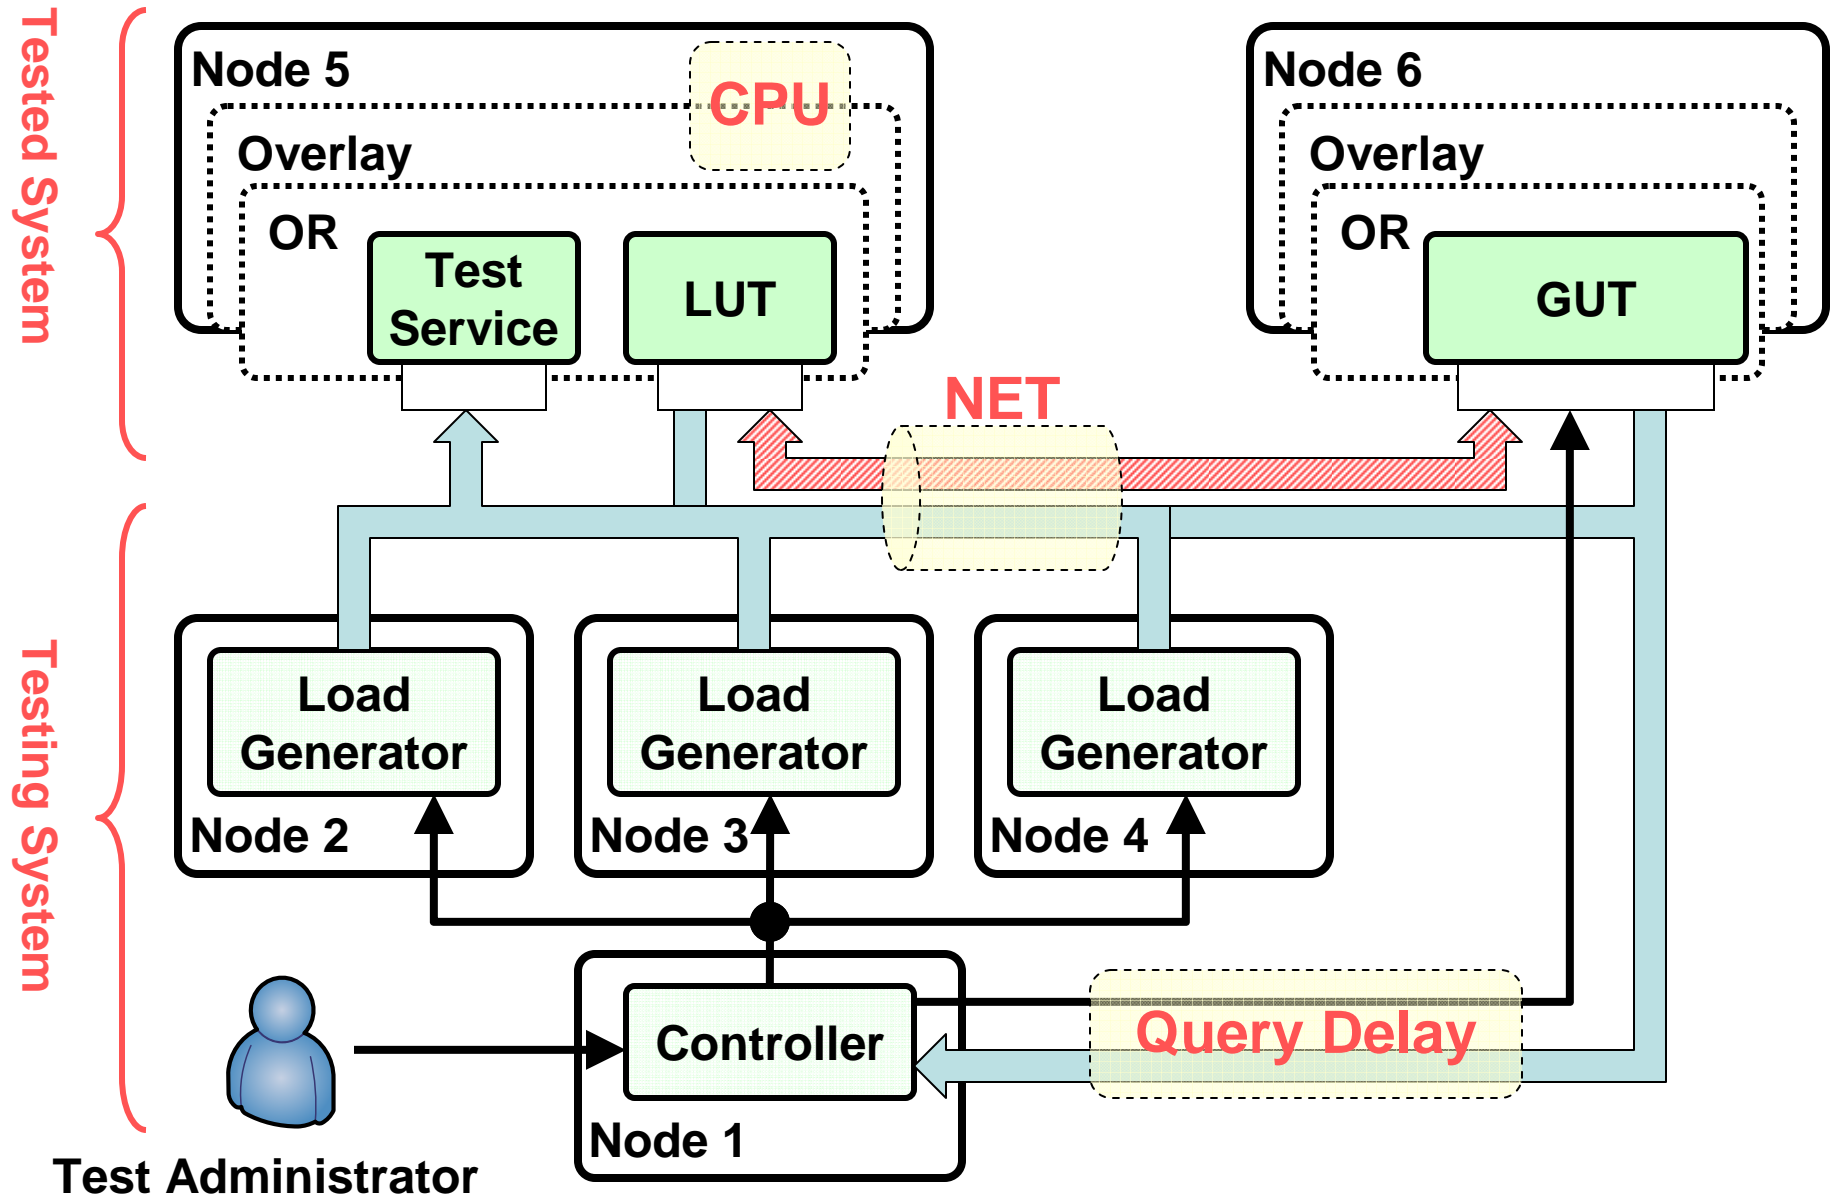 Tested System
Node 5
CPU
Overlay
OR
Test
Service
LUT
Node 6
Overlay
OR
GUT
NET
Testing System
Load
Generator
Node 2
Load
Generator
Node 3
Load
Generator
Node 4
Controller
Node 1
Query Delay
Test Administrator